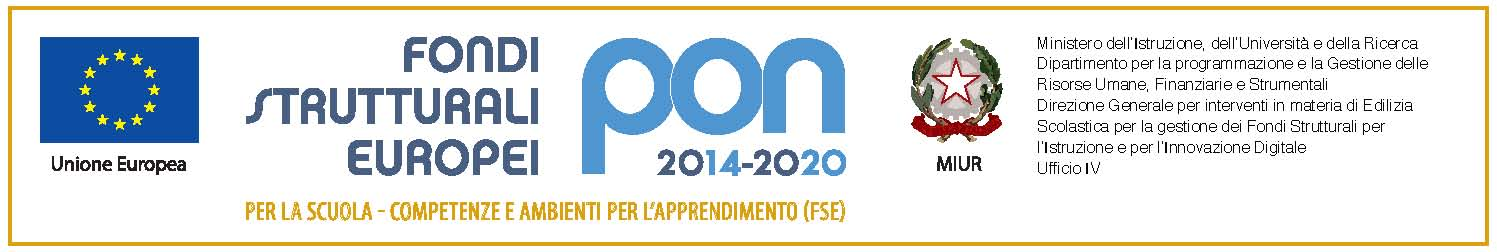 Unione Europea
FONDI
STRUTTURALI
EUROPEI
pon
2014-2020
PER LA SCUOLA - COMPETENZE E AMBIENTI PER L'APPRENDIMENTO (FSE)
MIUR
Ministero dell'Istruzione, dell'Università e della Ricerca
Dipartimento per la programmazione e la Gestione delle
Risorse Umane, Finanziarie e Strumentali
Direzione Generale per interventi in materia di Edilizia
Scolastica per la gestione dei Fondi Strutturali per
l'Istruzione e per l'Innovazione Digitale
Ufficio IV